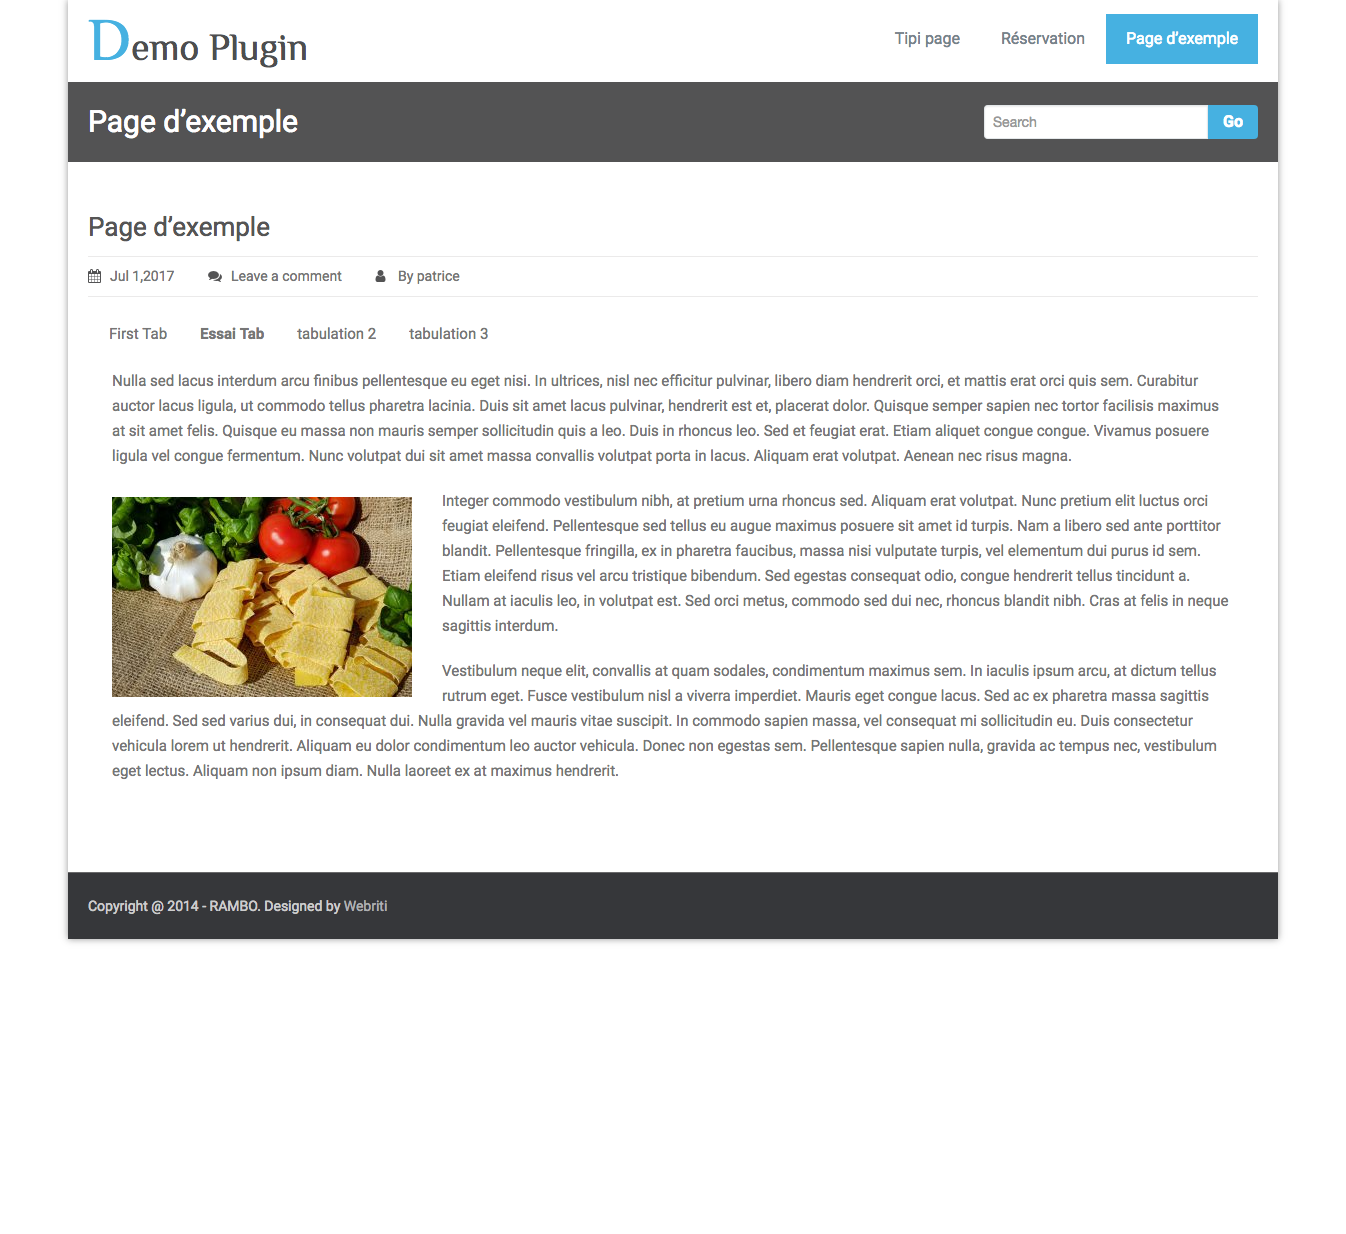 Demo Plugin
Tipi page
Réservation
Page d’exemple
Page d’exemple
Search
Go
Page d’exemple
Jul 1,2017
Leave a comment
By patrice
First Tab
Essai Tab
tabulation 2
tabulation 3
Nulla sed lacus interdum arcu finibus pellentesque eu eget nisi. In ultrices, nisl nec efficitur pulvinar, libero diam hendrerit orci, et mattis erat orci quis sem. Curabitur
auctor lacus ligula, ut commodo tellus pharetra lacinia. Duis sit amet lacus pulvinar, hendrerit est et, placerat dolor. Quisque semper sapien nec tortor facilisis maximus
at sit amet felis. Quisque eu massa non mauris semper sollicitudin quis a leo. Duis in rhoncus leo. Sed et feugiat erat. Etiam aliquet congue congue. Vivamus posuere
ligula vel congue fermentum. Nunc volutpat dui sit amet massa convallis volutpat porta in lacus. Aliquam erat volutpat. Aenean nec risus magna.
Integer commodo vestibulum nibh, at pretium urna rhoncus sed. Aliquam erat volutpat. Nunc pretium elit luctus orci
feugiat eleifend. Pellentesque sed tellus eu augue maximus posuere sit amet id turpis. Nam a libero sed ante porttitor
blandit. Pellentesque fringilla, ex in pharetra faucibus, massa nisi vulputate turpis, vel elementum dui purus id sem.
Etiam eleifend risus vel arcu tristique bibendum. Sed egestas consequat odio, congue hendrerit tellus tincidunt a.
Nullam at iaculis leo, in volutpat est. Sed orci metus, commodo sed dui nec, rhoncus blandit nibh. Cras at felis in neque
sagittis interdum.
Vestibulum neque elit, convallis at quam sodales, condimentum maximus sem. In iaculis ipsum arcu, at dictum tellus
rutrum eget. Fusce vestibulum nisl a viverra imperdiet. Mauris eget congue lacus. Sed ac ex pharetra massa sagittis
eleifend. Sed sed varius dui, in consequat dui. Nulla gravida vel mauris vitae suscipit. In commodo sapien massa, vel consequat mi sollicitudin eu. Duis consectetur
vehicula lorem ut hendrerit. Aliquam eu dolor condimentum leo auctor vehicula. Donec non egestas sem. Pellentesque sapien nulla, gravida ac tempus nec, vestibulum
eget lectus. Aliquam non ipsum diam. Nulla laoreet ex at maximus hendrerit.
Copyright @ 2014 - RAMBO. Designed by Webriti